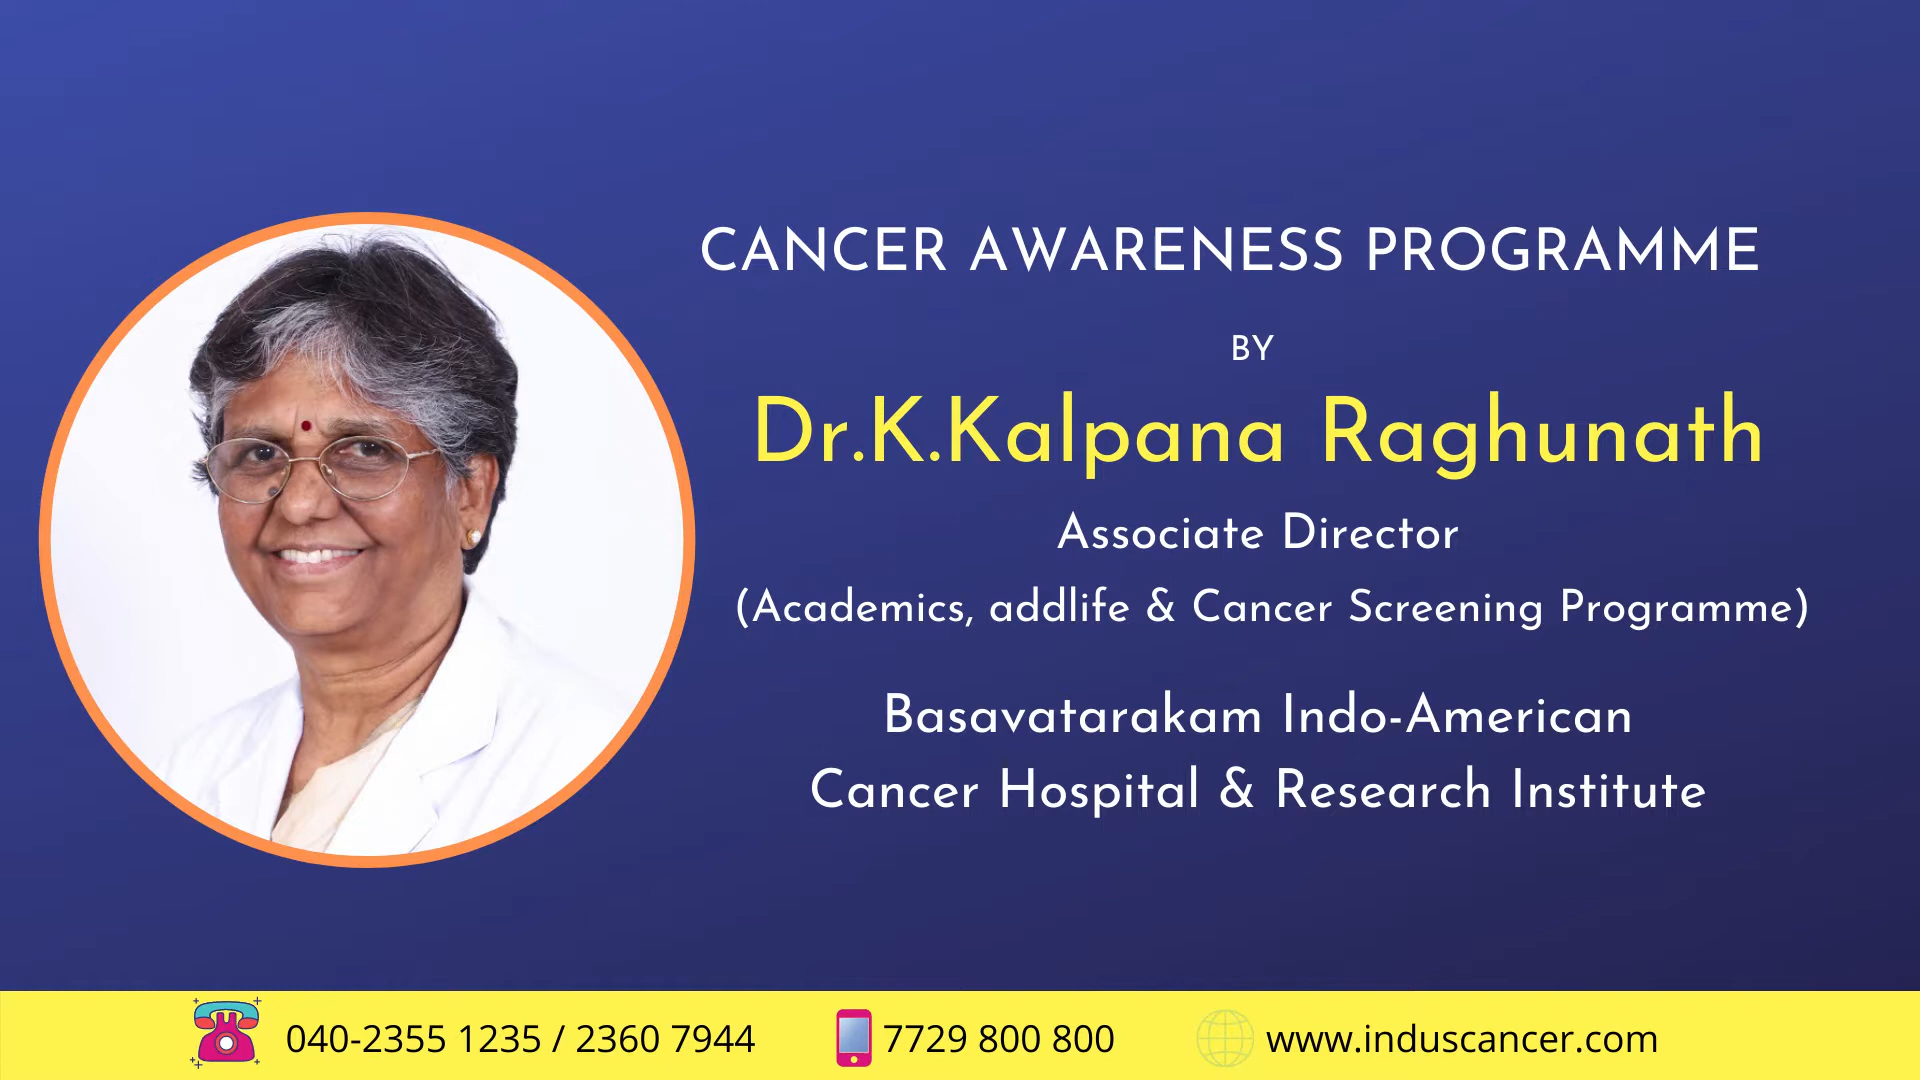 CANCER AWARENESS PROGRAMME
BY
Dr.K.Kalpana Raghunath
Associate Director
(Academics, addlife & Cancer Screening Programme)
Basavatarakam Indo-American
Cancer Hospital & Research Institute
040-2355 1235 / 2360 7944 7729 800 800 www.induscancer.com